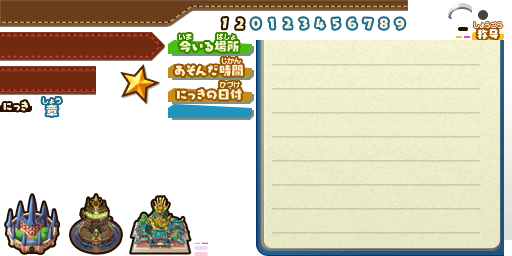 1 2 0 1 2 3 4 5 6 7 8 9
しょうごう
称号
いま ばしょ
今いる場所
じかん
あそんだ時間
ひづけ
にっきの日付
しょう
にっき 章